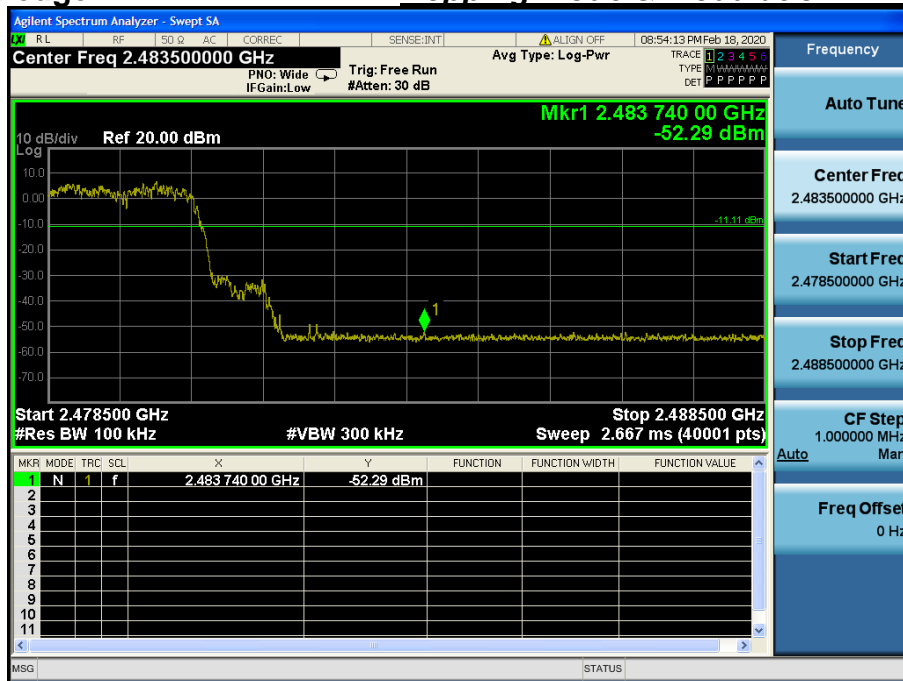 Agilent Spectrum Analyzer - Swept SA
LXI RL RF 50 Ω AC CORREC SENSE:INT ALIGN OFF 08:54:13 PM Feb 18, 2020
Center Freq 2.483500000 GHz
PNO: Wide
IFGain:Low
Trig: Free Run
#Atten: 30 dB
Avg Type: Log-Pwr
TRACE 1 2 3 4 5 6
TYPE M W W W W W
DET P P P P P P
Mkr1 2.483 740 00 GHz
-52.29 dBm
10 dB/div Ref 20.00 dBm
Log
10.0
0.00
-10.0
-20.0
-30.0
-40.0
-50.0
-60.0
-70.0
-11.11 dBm
1
Start 2.478500 GHz
Stop 2.488500 GHz
#Res BW 100 kHz
#VBW 300 kHz
Sweep 2.667 ms (40001 pts)
MKR MODE TRC SCL X Y FUNCTION FUNCTION WIDTH FUNCTION VALUE
1 N 1 f 2.483 740 00 GHz -52.29 dBm
2
3
4
5
6
7
8
9
10
11
MSG
STATUS
Frequency
Auto Tune
Center Freq
2.483500000 GHz
Start Freq
2.478500000 GHz
Stop Freq
2.488500000 GHz
CF Step
1.000000 MHz
Auto Man
Freq Offset
0 Hz